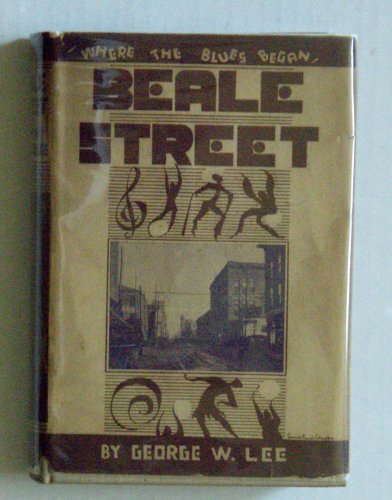 WHERE THE BLUES BEGAN
BEALE
STREET
BY GEORGE W. LEE